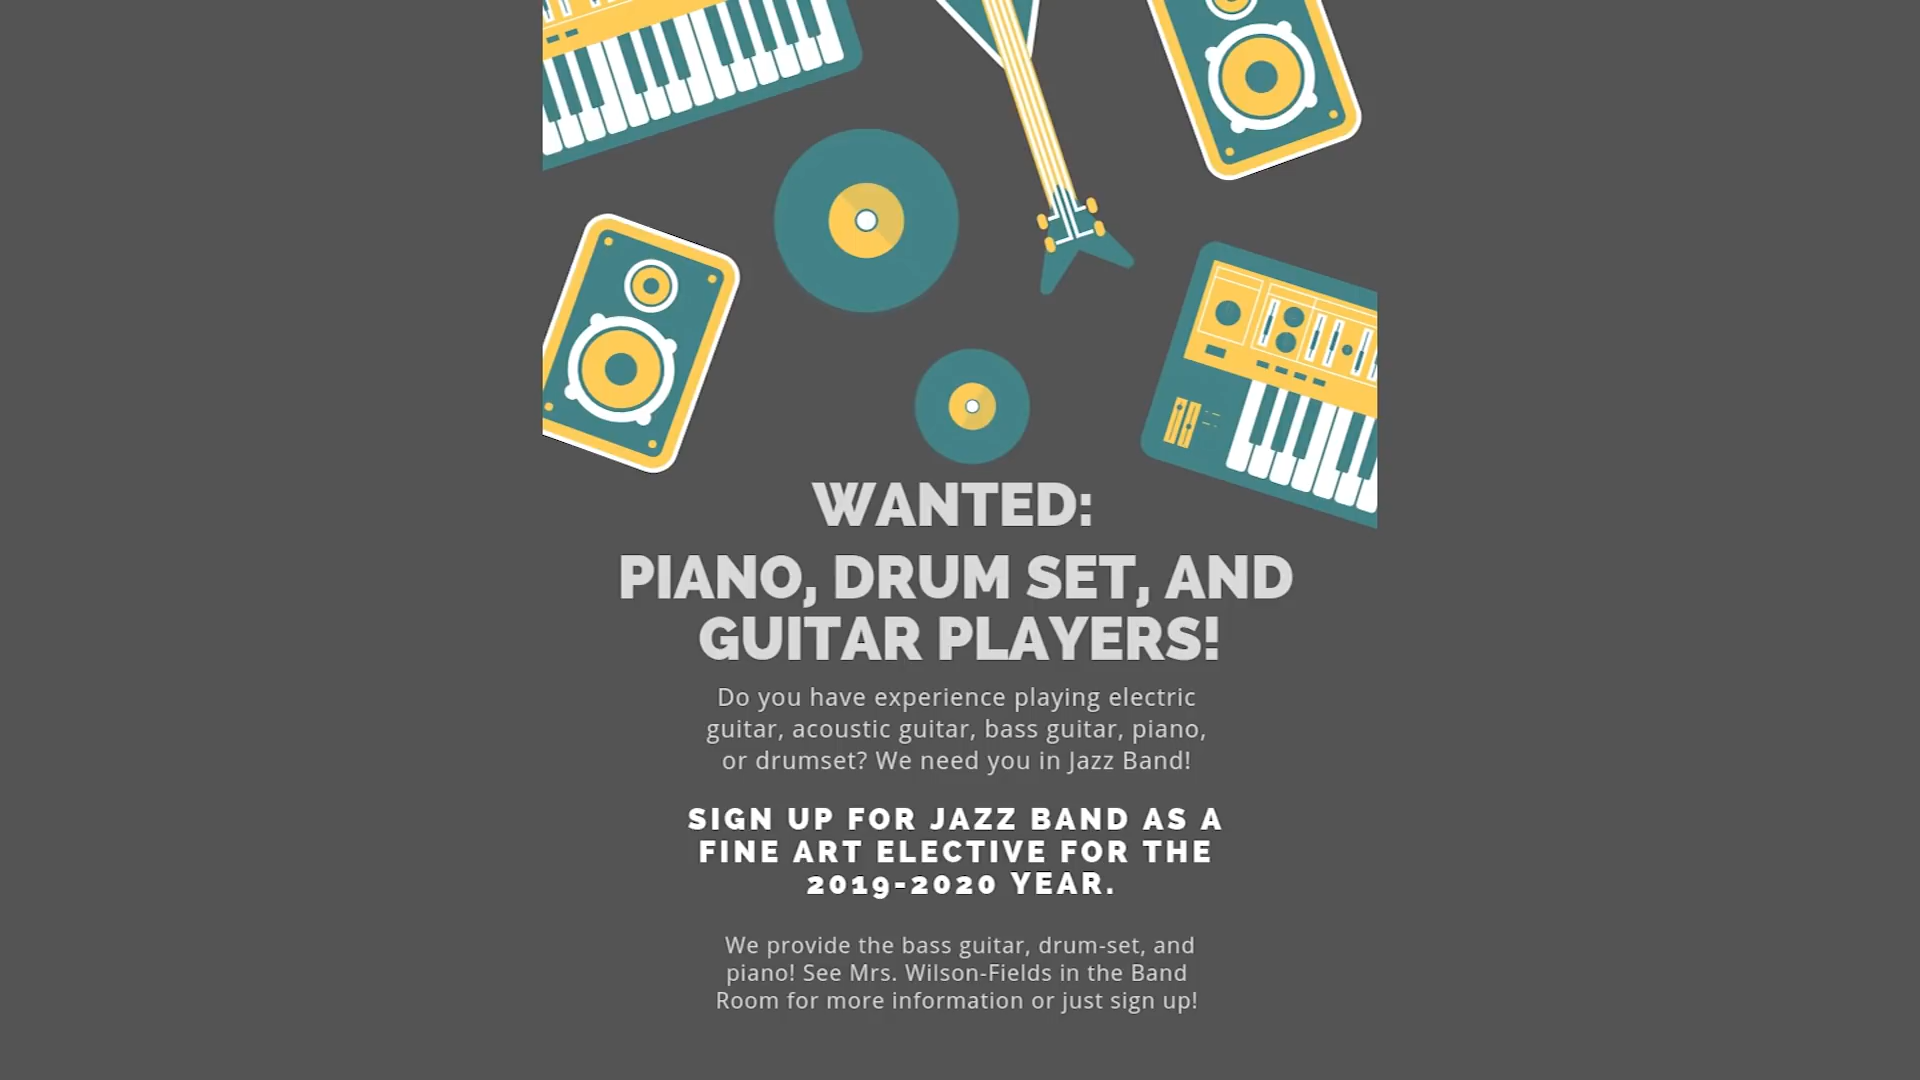 WANTED:
PIANO, DRUM SET, AND
GUITAR PLAYERS!
Do you have experience playing electric
guitar, acoustic guitar, bass guitar, piano,
or drumset? We need you in Jazz Band!
SIGN UP FOR JAZZ BAND AS A
FINE ART ELECTIVE FOR THE
2019-2020 YEAR.
We provide the bass guitar, drum-set, and
piano! See Mrs. Wilson-Fields in the Band
Room for more information or just sign up!